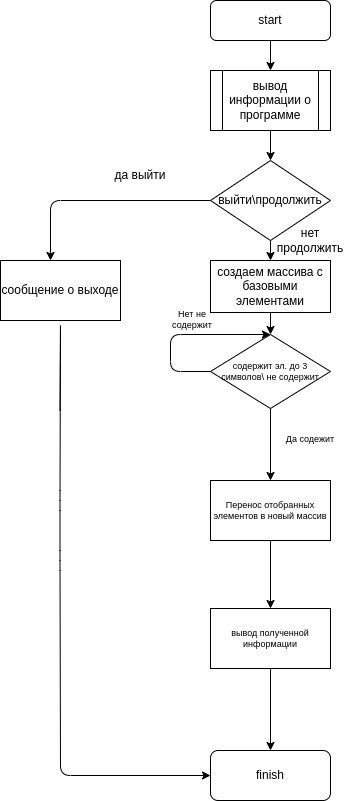 start
вывод
информации о
программе
да выйти
выйти\продолжить
нет
продолжить
сообщение о выходе
создаем массива с
базовыми
элементами
Нет не
содержит
содержит эл. до 3
символов\ не содержит
Да содежит
Перенос отобранных
элементов в новый массив
вывод полученной
информации
finish